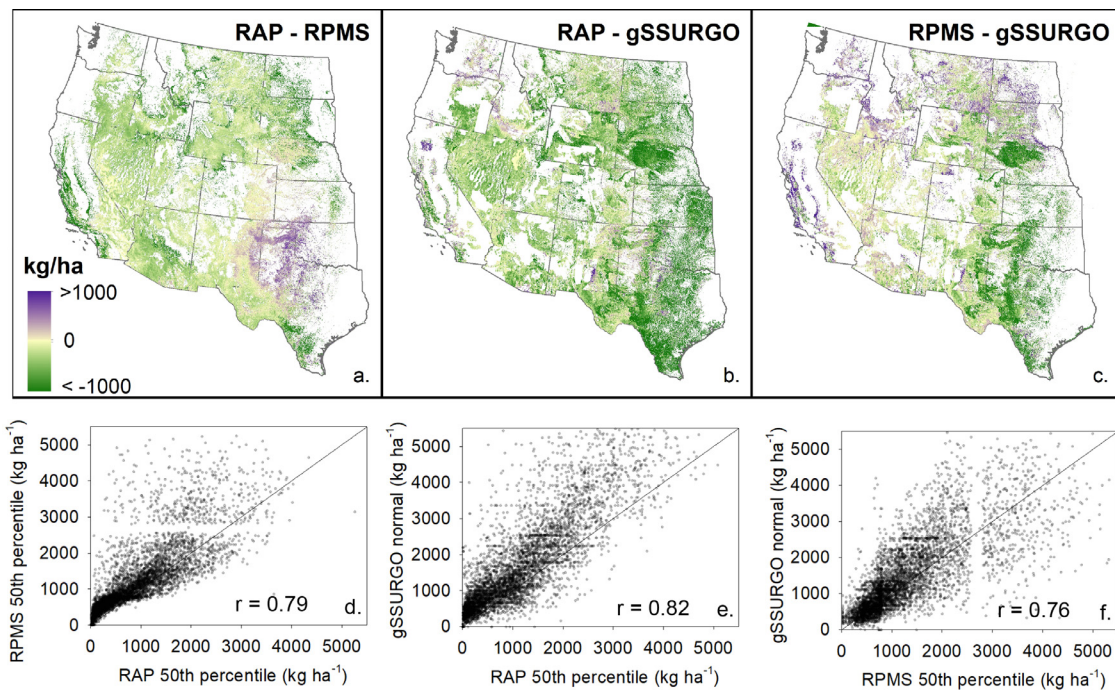 RAP - RPMS
RAP - gSSURGO
RPMS - gSSURGO
kg/ha
>1000
0
< -1000
a.
b.
c.
RPMS 50th percentile (kg ha⁻¹)
5000
4000
3000
2000
1000
0
r = 0.79
d.
0 1000 2000 3000 4000 5000
RAP 50th percentile (kg ha⁻¹)
gSSURGO normal (kg ha⁻¹)
5000
4000
3000
2000
1000
0
r = 0.82
e.
0 1000 2000 3000 4000 5000
RAP 50th percentile (kg ha⁻¹)
gSSURGO normal (kg ha⁻¹)
5000
4000
3000
2000
1000
0
r = 0.76
f.
0 1000 2000 3000 4000 5000
RPMS 50th percentile (kg ha⁻¹)